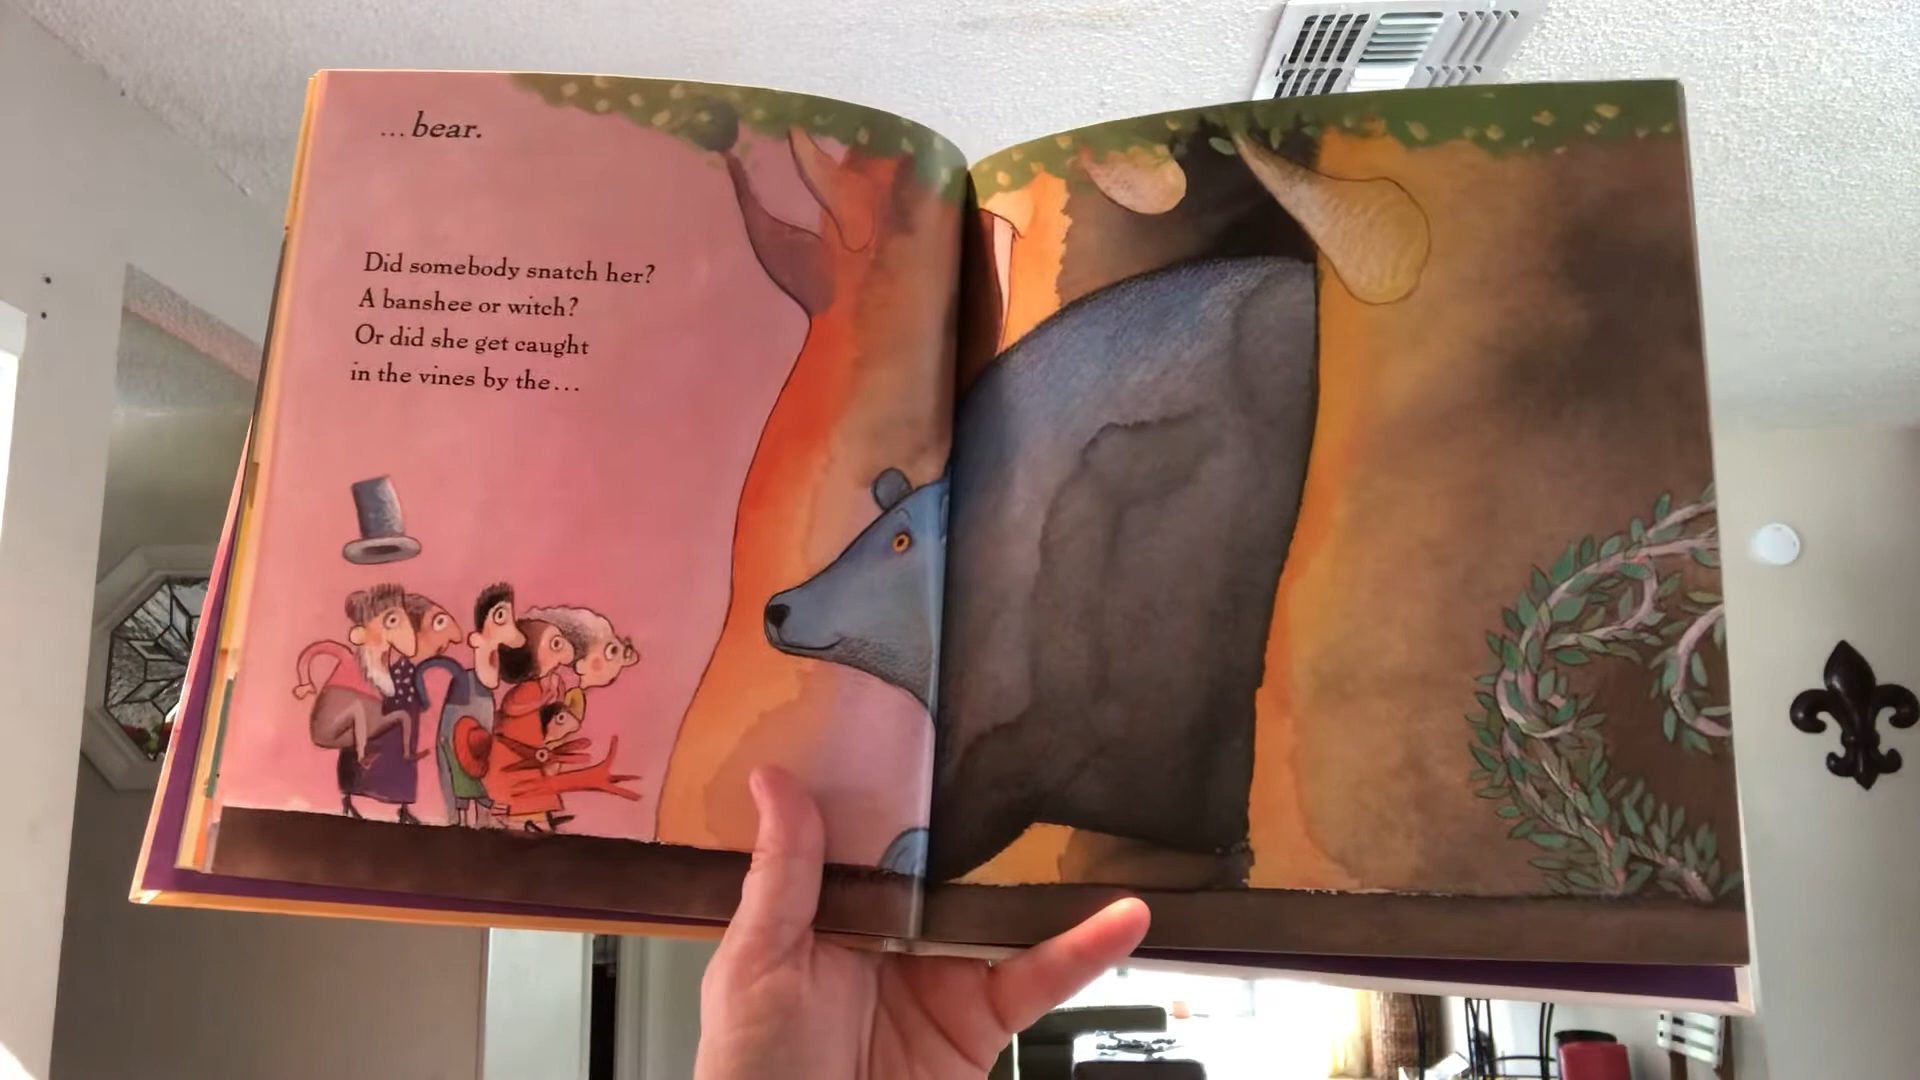 ...bear.
Did somebody snatch her?
A banshee or witch?
Or did she get caught
in the vines by the...